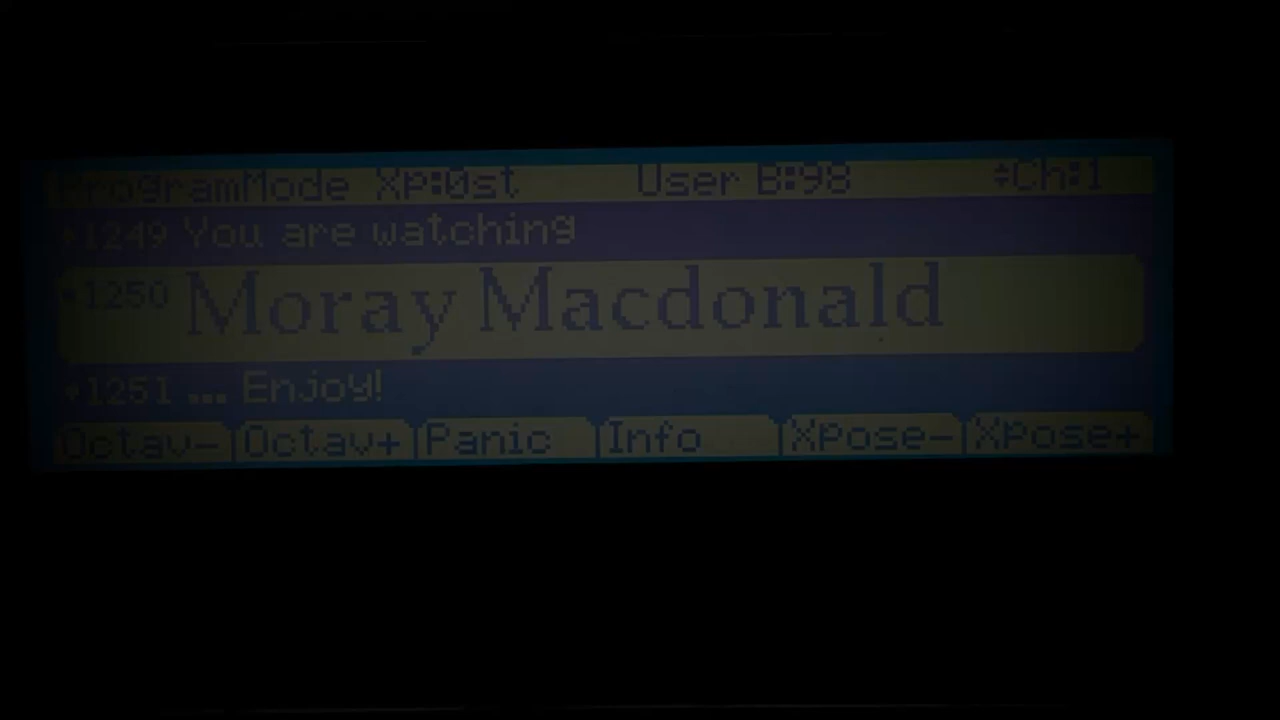 ProgramMode Xp:0st User B:98 Ch:1
1249 You are watching
1250 Moray Macdonald
1251 ... Enjoy!
Octav- Octav+ Panic Info Xpose- Xpose+